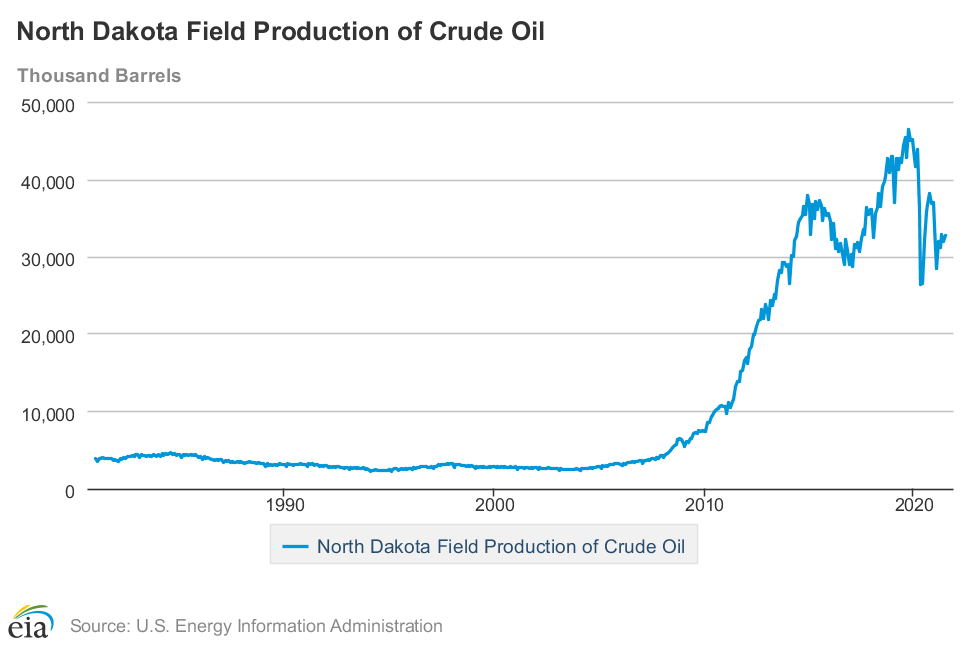 North Dakota Field Production of Crude Oil
Thousand Barrels
50,000
40,000
30,000
20,000
10,000
0
1990 2000 2010 2020
North Dakota Field Production of Crude Oil
eia Source: U.S. Energy Information Administration